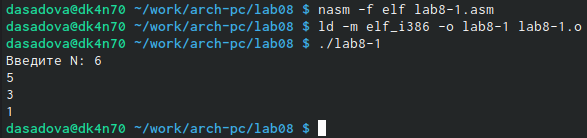 dasadova@dk4n70 ~/work/arch-pc/lab08 $ nasm -f elf lab8-1.asm
dasadova@dk4n70 ~/work/arch-pc/lab08 $ ld -m elf_i386 -o lab8-1 lab8-1.o
dasadova@dk4n70 ~/work/arch-pc/lab08 $ ./lab8-1
Введите N: 6
5
3
1
dasadova@dk4n70 ~/work/arch-pc/lab08 $